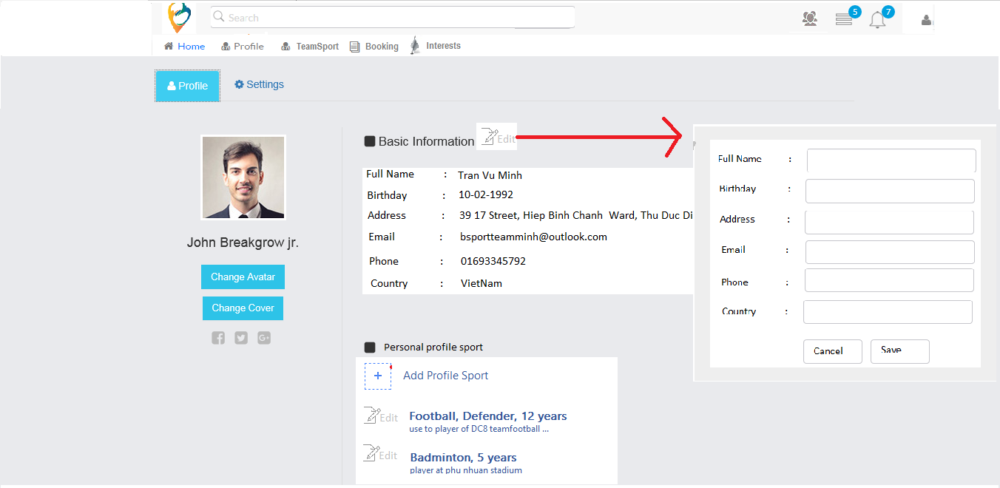 Search
5
7
Home
Profile
TeamSport
Booking
Interests
Profile
Settings
Basic Information
Edit
Full Name : Tran Vu Minh
Birthday : 10-02-1992
Address : 39 17 Street, Hiep Binh Chanh Ward, Thu Duc Di
Email : bsportteamminh@outlook.com
Phone : 01693345792
Country : VietNam
John Breakgrow jr.
Change Avatar
Change Cover
G+
Full Name :
Birthday :
Address :
Email :
Phone :
Country :
Cancel
Save
Personal profile sport
+ Add Profile Sport
Edit
Football, Defender, 12 years
use to player of DC8 teamfootball ...
Edit
Badminton, 5 years
player at phu nhuan stadium